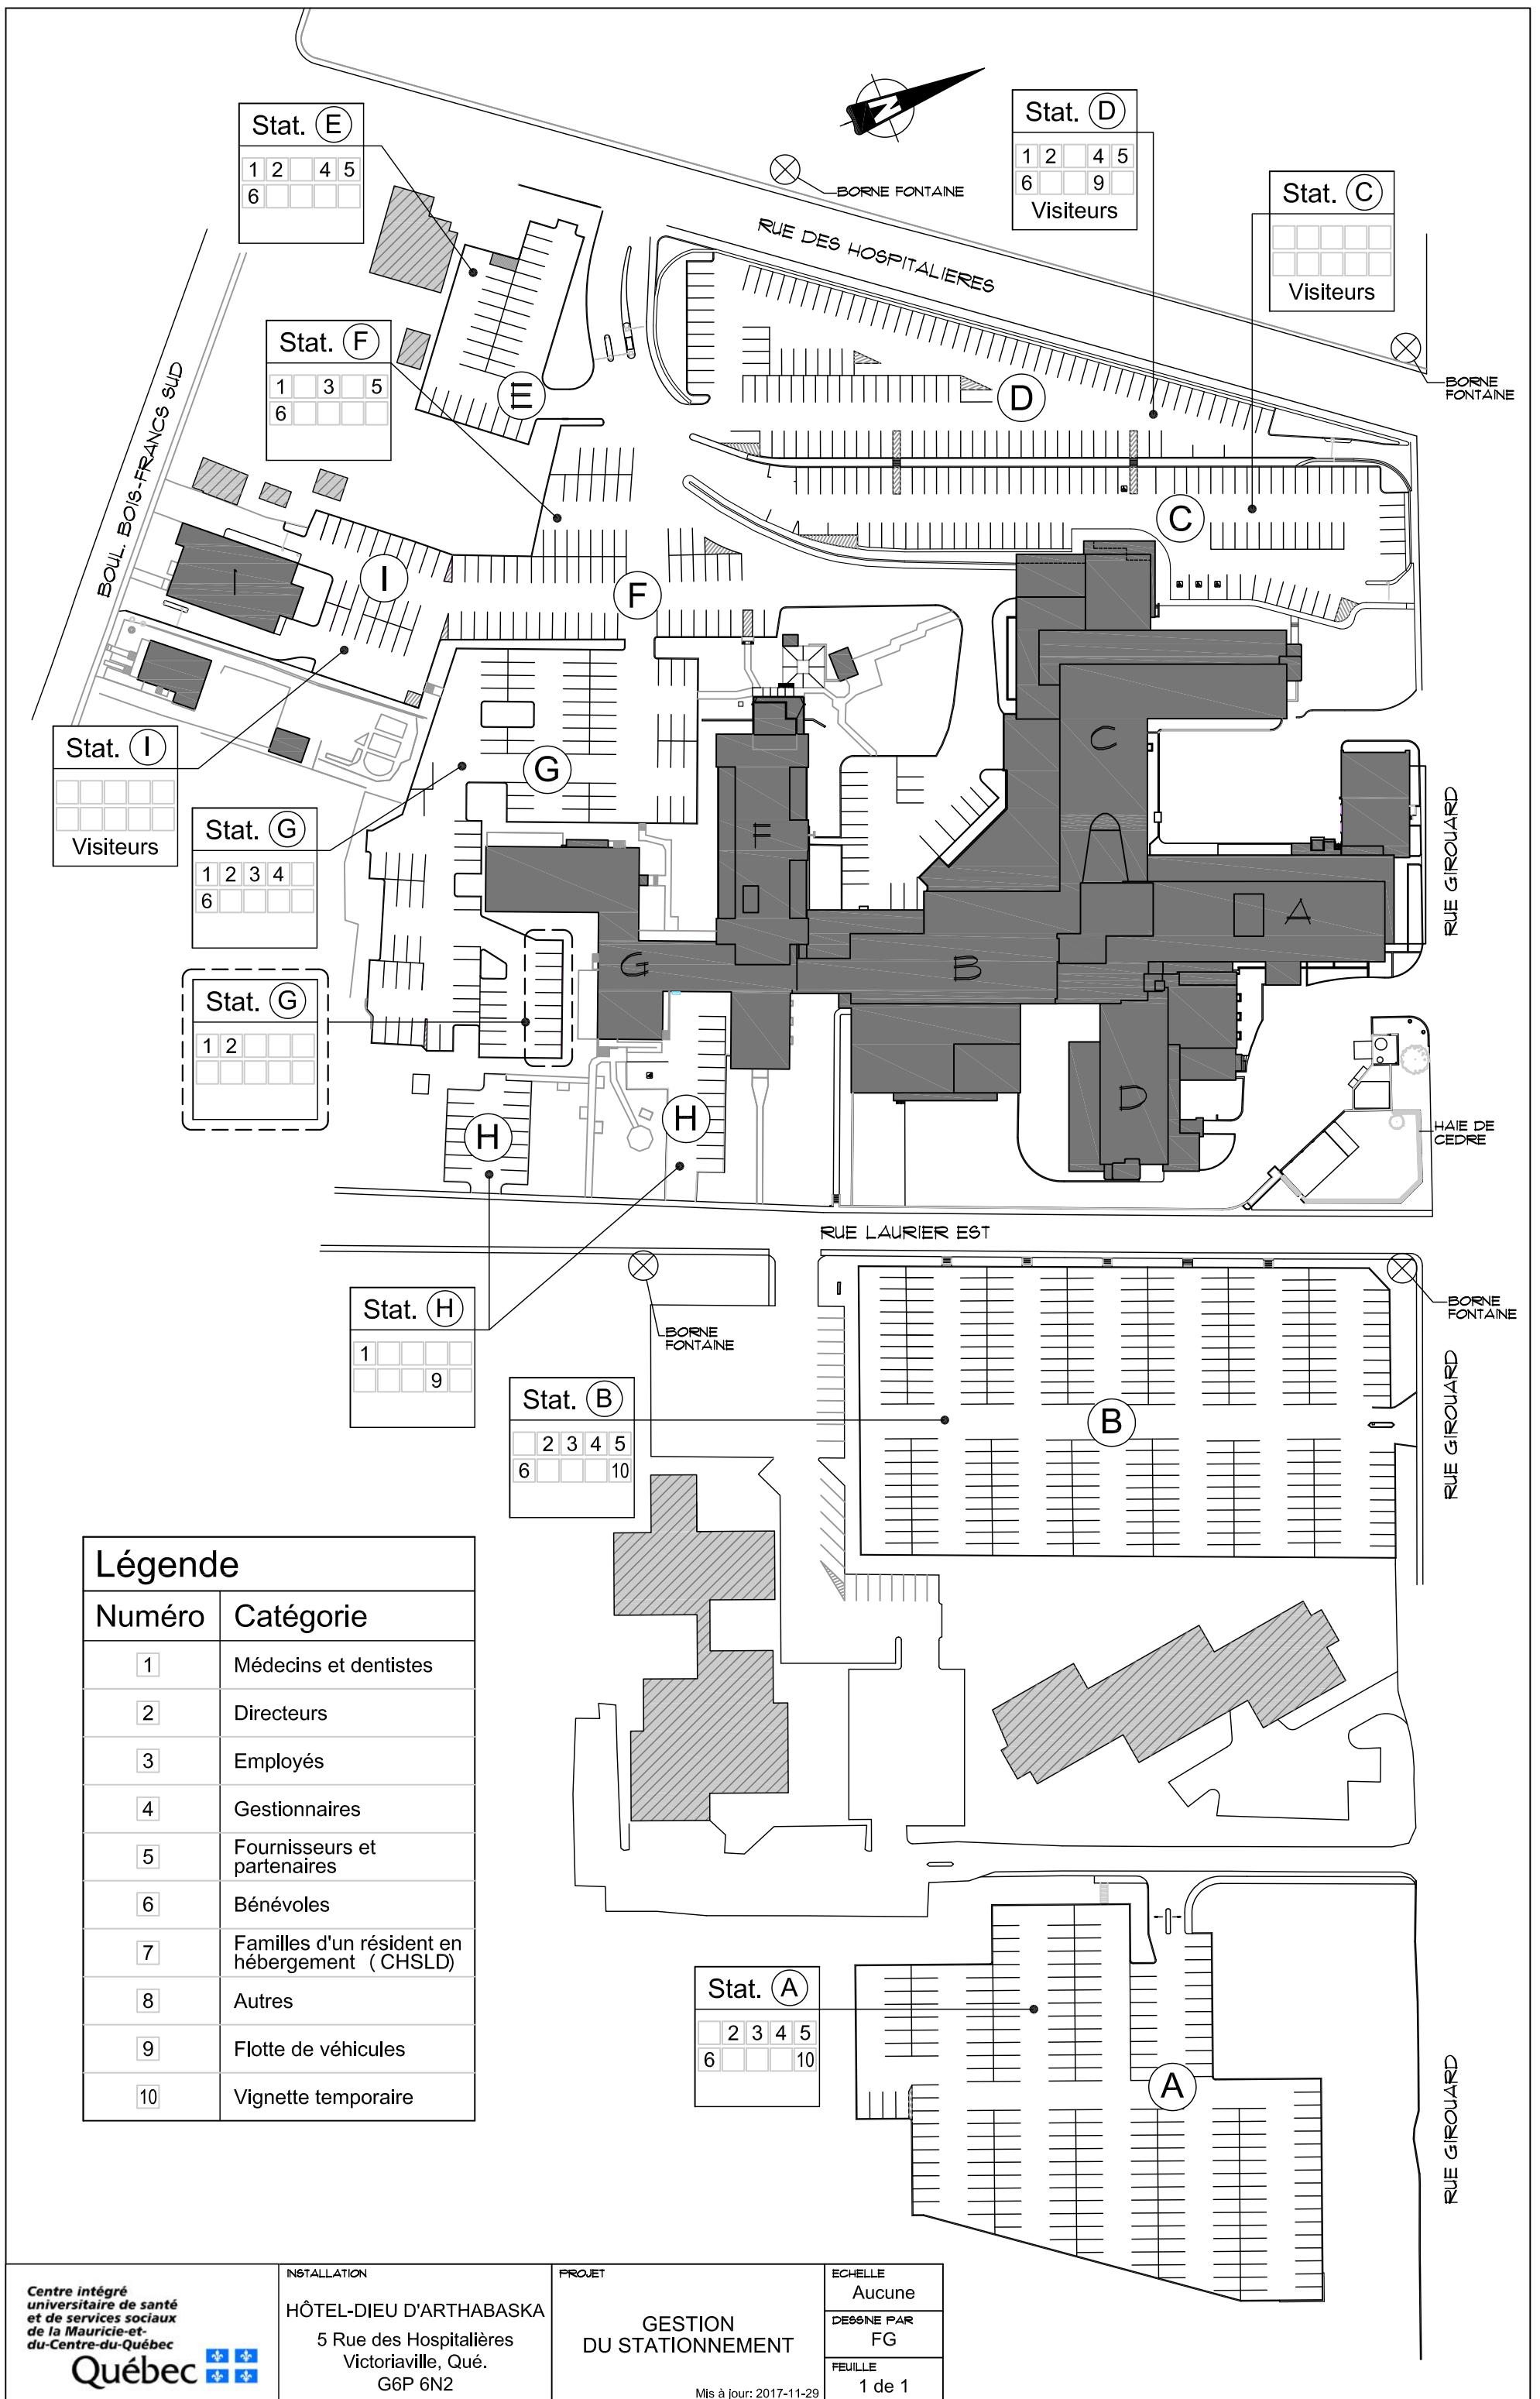 Stat. E
1 2 4 5
6
Stat. D
1 2 4 5
6 9
Visiteurs
Stat. C
Visiteurs
N
BORNE FONTAINE
RUE DES HOSPITALIERES
BORNE
FONTAINE
Stat. F
1 3 5
6
BOUL. BOIS-FRANCS SUD
E
D
C
I
I
F
Stat. I
Visiteurs
G
Stat. G
1 2 3 4
6
Stat. G
1 2
C
F
A
B
G
D
RUE GIROUARD
H
H
HAIE DE
CEDRE
RUE LAURIER EST
BORNE
FONTAINE
BORNE
FONTAINE
Stat. H
1
9
Stat. B
2 3 4 5
6 10
B
RUE GIROUARD
Légende
Numéro Catégorie
1 Médecins et dentistes
2 Directeurs
3 Employés
4 Gestionnaires
5 Fournisseurs et
partenaires
6 Bénévoles
7 Familles d'un résident en
hébergement ( CHSLD)
8 Autres
9 Flotte de véhicules
10 Vignette temporaire
Stat. A
2 3 4 5
6 10
A
RUE GIROUARD
Centre intégré
universitaire de santé
et de services sociaux
de la Mauricie-et-
du-Centre-du-Québec
Québec
INSTALLATION
HÔTEL-DIEU D'ARTHABASKA
5 Rue des Hospitalières
Victoriaville, Qué.
G6P 6N2
PROJET
GESTION
DU STATIONNEMENT
Mis à jour: 2017-11-29
ECHELLE
Aucune
DESSINE PAR
FG
FEUILLE
1 de 1